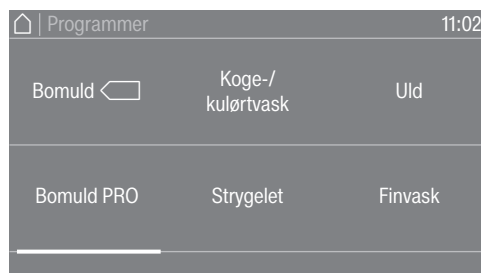 | Programmer 11:02
Bomuld
Koge-/
kulørtvask
Uld
Bomuld PRO
Strygelet
Finvask